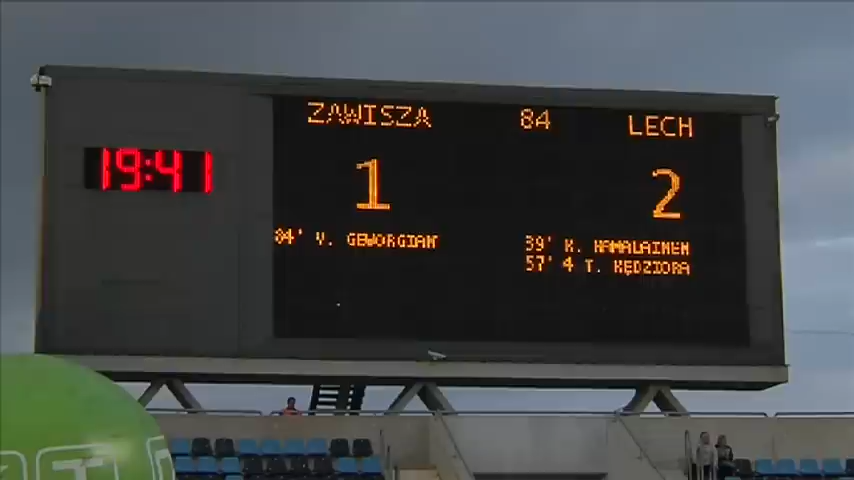 ZAWISZA 84 LECH
19:41
1 2
84' V. GEWORGIAN
39' K. HAMALAINEN
57' 4 T. KĘDZIORA